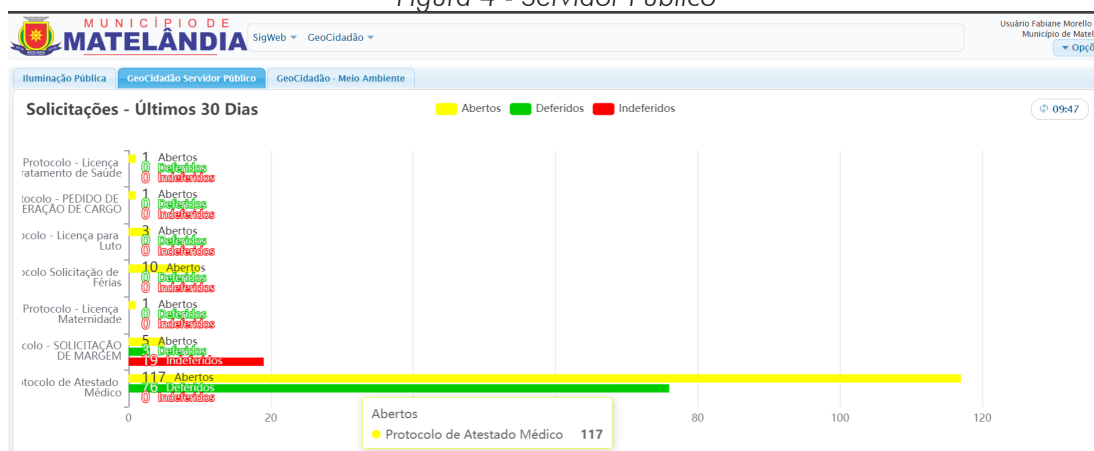 Figura 4 - Servidor Público
MUNICÍPIO DE
MATELÂNDIA
SigWeb GeoCidadão
Usuário Fabiane Morello
Município de Matel
Opçõ
Iluminação Pública GeoCidadão Servidor Público GeoCidadão - Meio Ambiente
Solicitações - Últimos 30 Dias
Abertos Deferidos Indeferidos
09:47
Protocolo - Licença
ratamento de Saúde
1 Abertos
0 Deferidos
0 Indeferidos
tocolo - PEDIDO DE
ERAÇÃO DE CARGO
1 Abertos
0 Deferidos
0 Indeferidos
ocolo - Licença para
Luto
3 Abertos
0 Deferidos
0 Indeferidos
ocolo Solicitação de
Férias
10 Abertos
0 Deferidos
0 Indeferidos
Protocolo - Licença
Maternidade
1 Abertos
0 Deferidos
0 Indeferidos
colo - SOLICITAÇÃO
DE MARGEM
5 Abertos
3 Deferidos
19 Indeferidos
otocolo de Atestado
Médico
117 Abertos
76 Deferidos
0 Indeferidos
0 20 80 100 120
Abertos
Protocolo de Atestado Médico 117